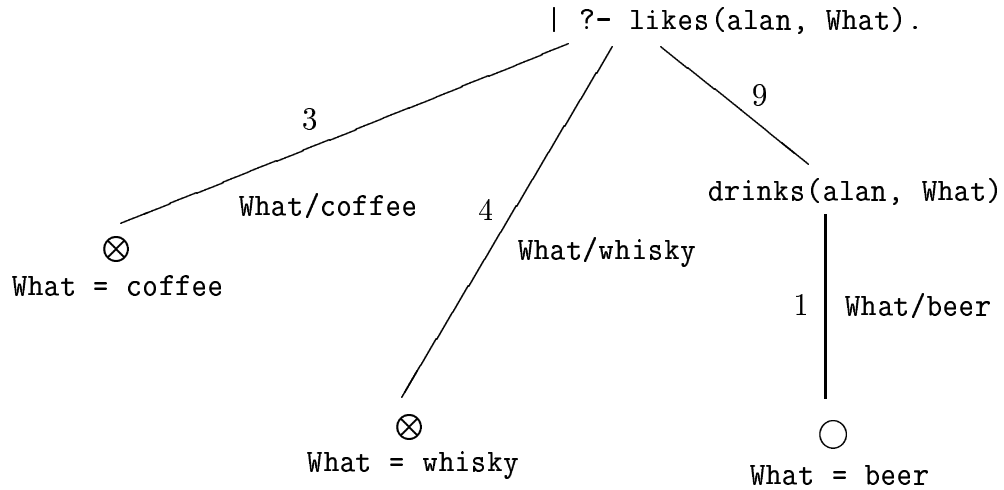 | ?- likes(alan, What).
9
3
drinks(alan, What)
What/coffee
4
What/whisky
What = coffee
1
What/beer
What = whisky
What = beer